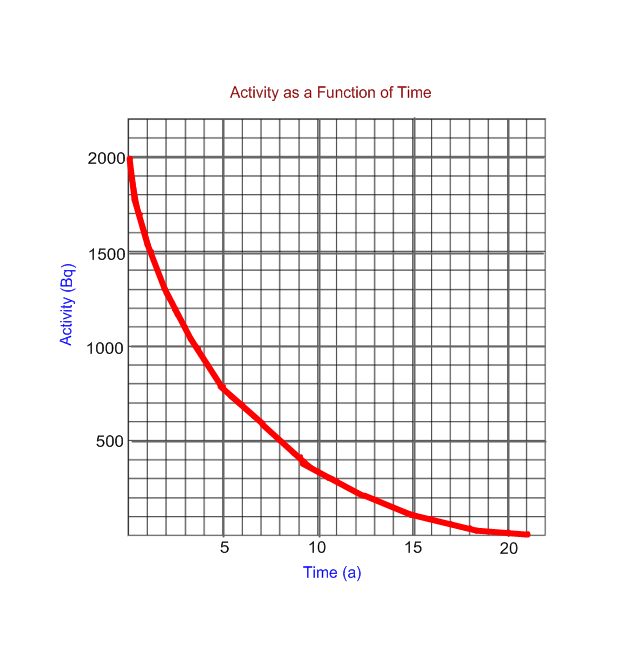 Activity as a Function of Time
2000
1500
1000
500
Activity (Bq)
5 10 15 20
Time (a)